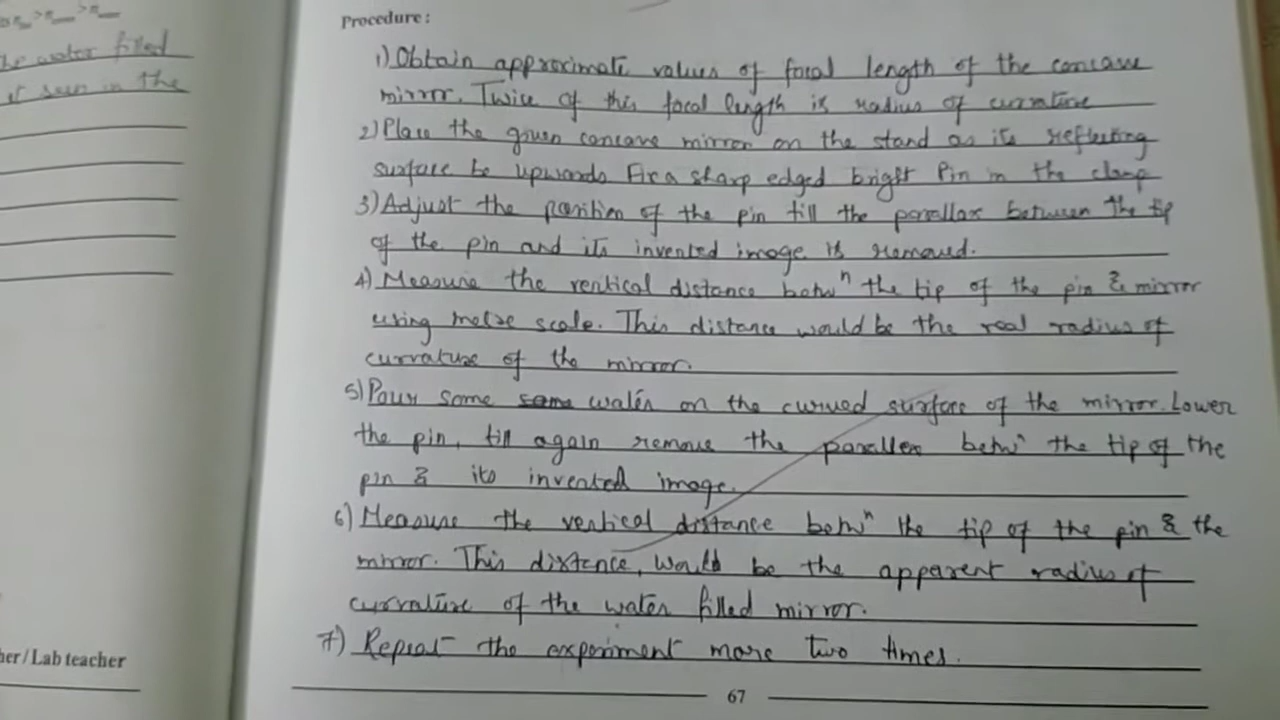 the water filled
it seen in the
her / Lab teacher
Procedure :
1) Obtain approximate values of focal length of the concave
mirror. Twice of this focal length is radius of curvature
2) Place the given concave mirror on the stand as its reflecting
surface be upwards Fix a sharp edged bright Pin in the clamp
3) Adjust the position of the pin till the parallax between the tip
of the pin and its invented image is removed.
4) Measure the vertical distance betwⁿ the tip of the pin & mirror
using scale. This distance would be the real radius of
curvature of the mirror.
5) Pour some some water on the curved surface of the mirror. Lower
the pin, till again remove the parallex betwⁿ the tip of the
pin & its invented image.
6) Measure the vertical distance betwⁿ the tip of the pin & the
mirror. This distence, would be the apparent radius of
curvature of the water filled mirror.
7) Repeat the experiment more two times.
67